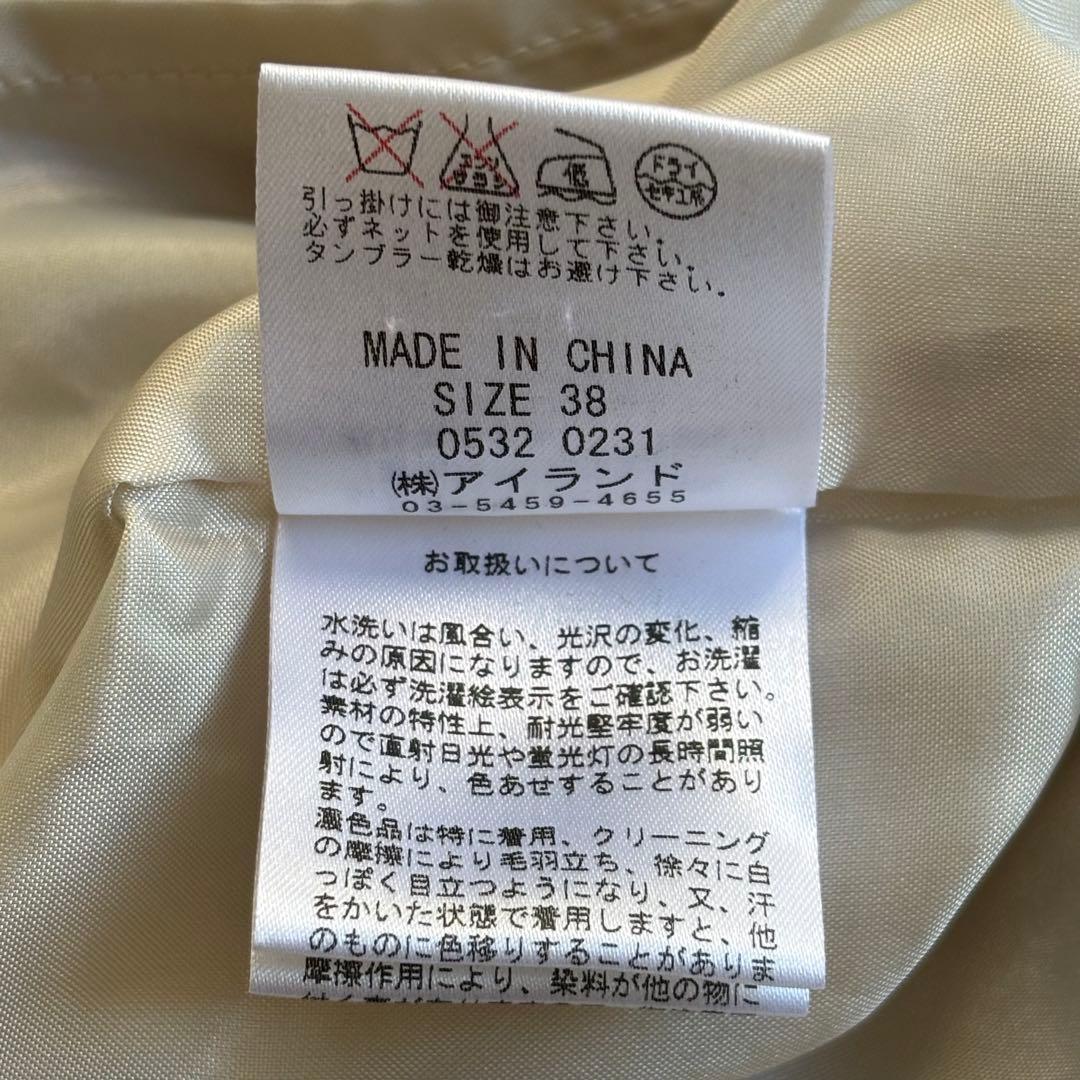 エンソ
サラシ
低
ドライ
セキユ系
引っ掛けには御注意下さい。
必ずネットを使用して下さい。
タンブラー乾燥はお避け下さい。
MADE IN CHINA
SIZE 38
0532 0231
㈱アイランド
03-5459-4655
お取扱いについて
水洗いは風合い、光沢の変化、縮
みの原因になりますので、お洗濯
は必ず洗濯絵表示をご確認下さい。
素材の特性上、耐光堅牢度が弱い
ので直射日光や蛍光灯の長時間照
射により、色あせすることがあり
ます。
濃色品は特に着用、クリーニング
の摩擦により毛羽立ち、徐々に白
っぽく目立つようになり、又、汗
をかいた状態で着用しますと、他
のものに色移りすることがありま
摩擦作用により、染料が他の物に